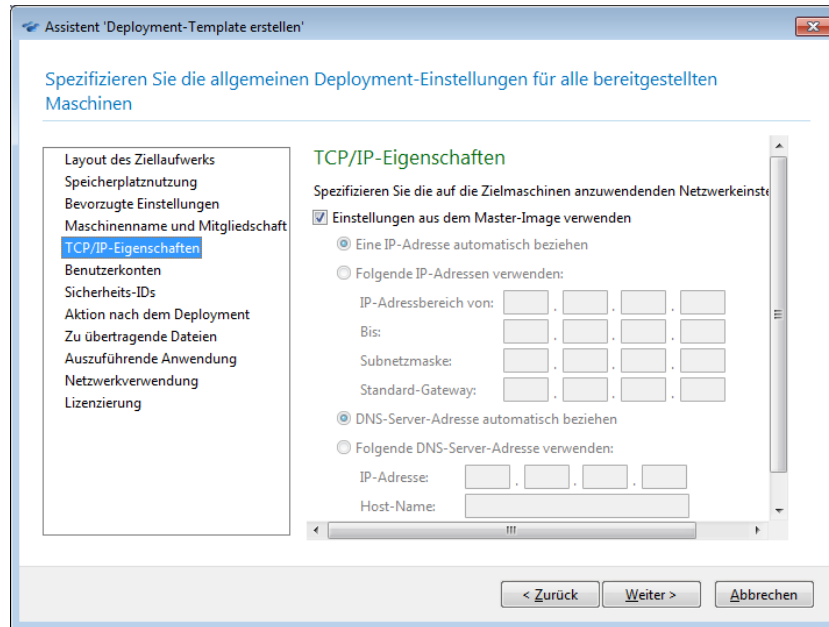 Assistent 'Deployment-Template erstellen'
Spezifizieren Sie die allgemeinen Deployment-Einstellungen für alle bereitgestellten
Maschinen
Layout des Ziellaufwerks
Speicherplatznutzung
Bevorzugte Einstellungen
Maschinenname und Mitgliedschaft
TCP/IP-Eigenschaften
Benutzerkonten
Sicherheits-IDs
Aktion nach dem Deployment
Zu übertragende Dateien
Auszuführende Anwendung
Netzwerkverwendung
Lizenzierung
TCP/IP-Eigenschaften
Spezifizieren Sie die auf die Zielmaschinen anzuwendenden Netzwerkeinste
Einstellungen aus dem Master-Image verwenden
Eine IP-Adresse automatisch beziehen
Folgende IP-Adressen verwenden:
IP-Adressbereich von: . . .
Bis: . . .
Subnetzmaske: . . .
Standard-Gateway: . . .
DNS-Server-Adresse automatisch beziehen
Folgende DNS-Server-Adresse verwenden:
IP-Adresse: . . .
Host-Name:
< Zurück Weiter > Abbrechen